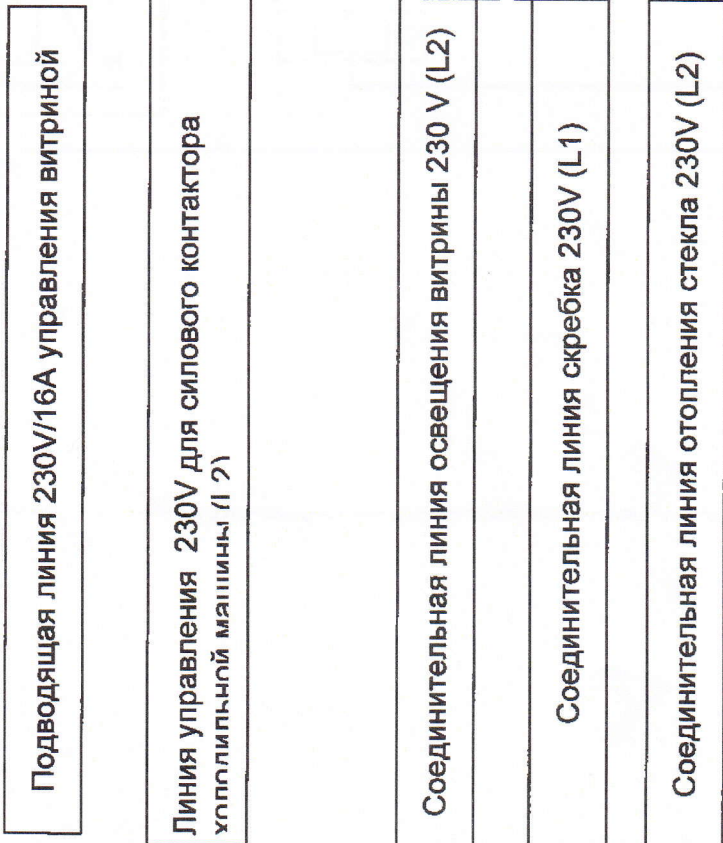 Подводящая линия 230V/16A управления витриной
Линия управления 230V для силового контактора
холодильной машины (L2)
Соединительная линия освещения витрины 230 V (L2)
Соединительная линия скребка 230V (L1)
Соединительная линия отопления стекла 230V (L2)